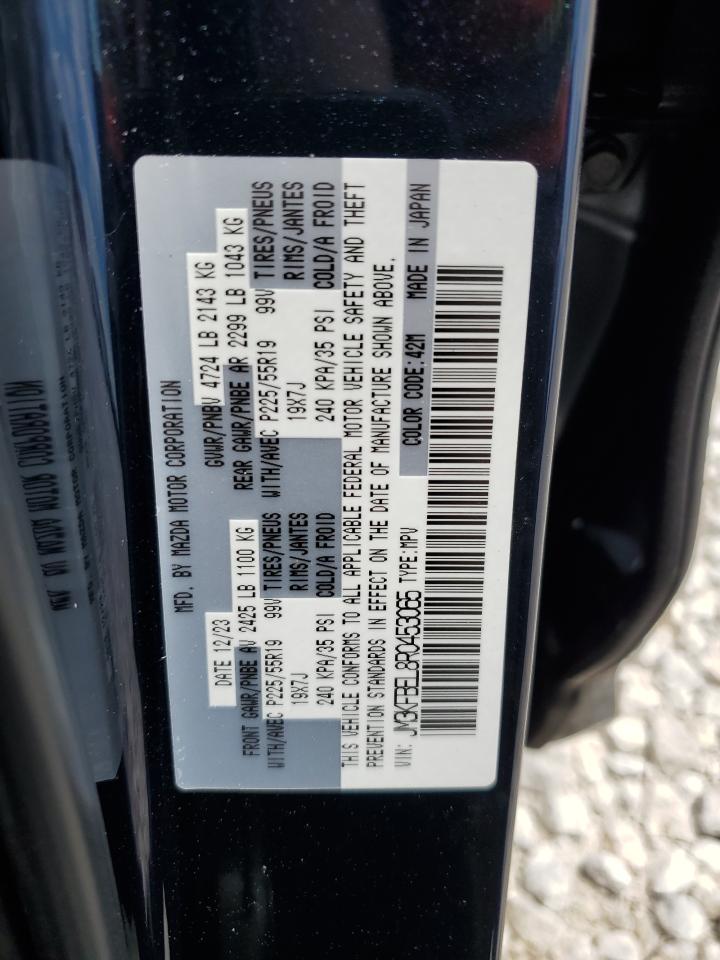 MFD. BY MAZDA MOTOR CORPORATION
DATE 12/23 GVWR/PNBV 4724 LB 2143 KG
FRONT GAWR/PNBE AV 2425 LB 1100 KG REAR GAWR/PNBE AR 2299 LB 1043 KG
WITH/AVEC P225/55R19 99V TIRES/PNEUS WITH/AVEC P225/55R19 99V TIRES/PNEUS
19X7J RIMS/JANTES 19X7J RIMS/JANTES
240 KPA/35 PSI COLD/A FROID 240 KPA/35 PSI COLD/A FROID
THIS VEHICLE CONFORMS TO ALL APPLICABLE FEDERAL MOTOR VEHICLE SAFETY AND THEFT
PREVENTION STANDARDS IN EFFECT ON THE DATE OF MANUFACTURE SHOWN ABOVE.
VIN: JM3KFBEL8R0453065 TYPE:MPV COLOR CODE:42M MADE IN JAPAN